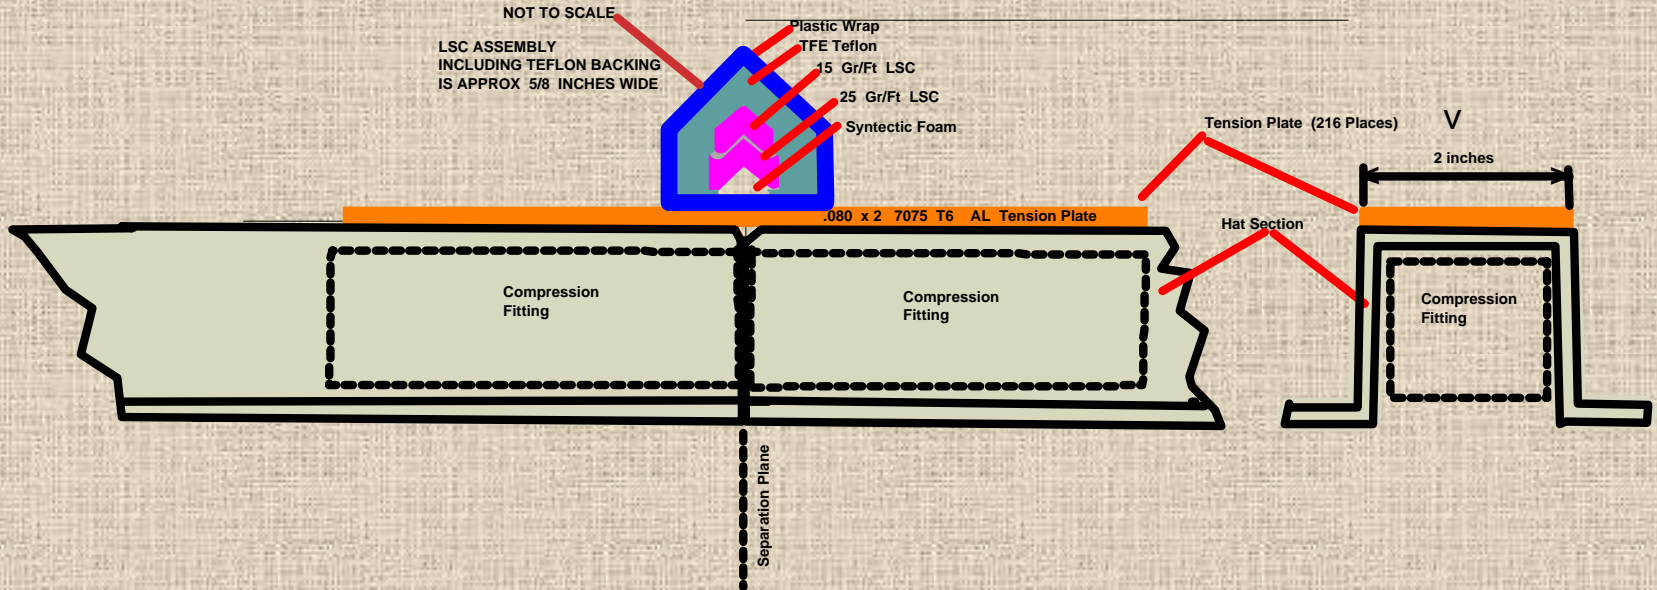 NOT TO SCALE
LSC ASSEMBLY
INCLUDING TEFLON BACKING
IS APPROX 5/8 INCHES WIDE
Plastic Wrap
TFE Teflon
15 Gr/Ft LSC
25 Gr/Ft LSC
Syntectic Foam
Tension Plate (216 Places)
V
2 inches
.080 x 2 7075 T6 AL Tension Plate
Hat Section
Compression
Fitting
Compression
Fitting
Compression
Fitting
Separation Plane